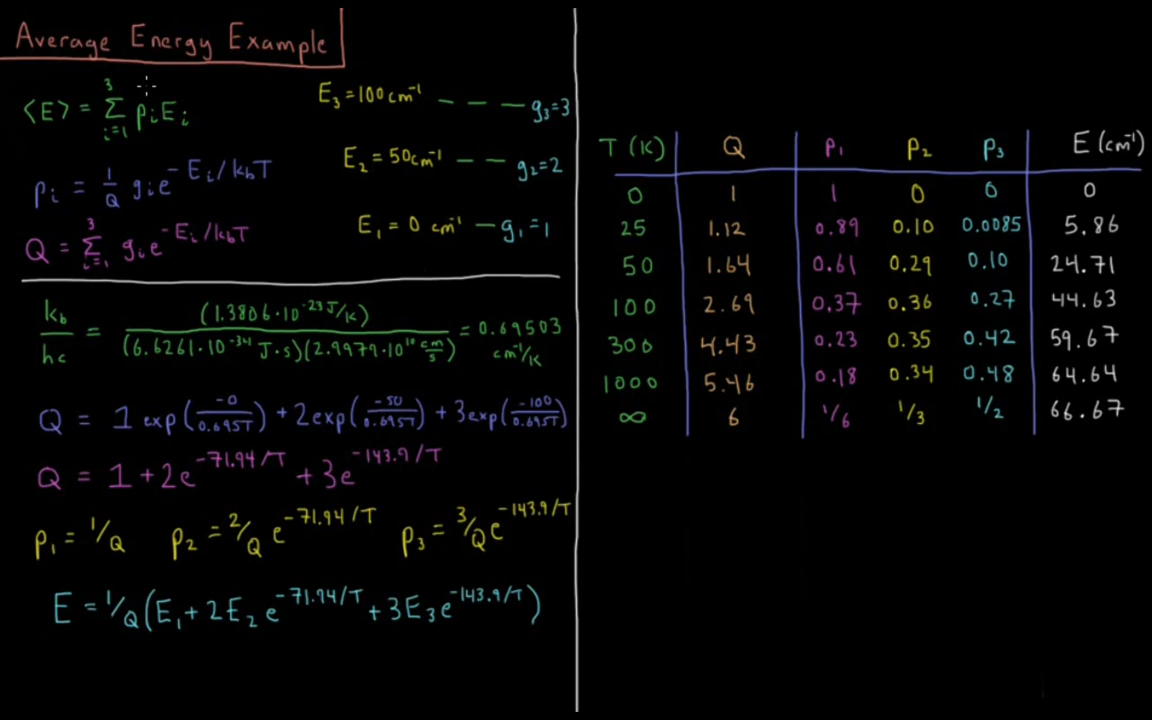 Average Energy Example
⟨E⟩ = Σ_{i=1}^{3} p_i E_i
p_i = 1/Q g_i e^{-E_i/k_bT}
Q = Σ_{i=1}^{3} g_i e^{-E_i/k_bT}
E_3 = 100 cm^{-1} — — — g_3=3
E_2 = 50 cm^{-1} — — g_2=2
E_1 = 0 cm^{-1} — g_1=1
k_b/hc = (1.3806·10^{-23} J/K) / (6.6261·10^{-34} J·s)(2.9979·10^{10} cm/s) = 0.69503 cm^{-1}/K
Q = 1 exp(-0/0.695T) + 2exp(-50/0.695T) + 3exp(-100/0.695T)
Q = 1 + 2e^{-71.94/T} + 3e^{-143.9/T}
p_1 = 1/Q p_2 = 2/Q e^{-71.94/T} p_3 = 3/Q e^{-143.9/T}
E = 1/Q (E_1 + 2E_2 e^{-71.94/T} + 3E_3 e^{-143.9/T})
T (K) Q p_1 p_2 p_3 E (cm^{-1})
0 1 1 0 0 0
25 1.12 0.89 0.10 0.0085 5.86
50 1.64 0.61 0.29 0.10 24.71
100 2.69 0.37 0.36 0.27 44.63
300 4.43 0.23 0.35 0.42 59.67
1000 5.46 0.18 0.34 0.48 64.64
∞ 6 1/6 1/3 1/2 66.67